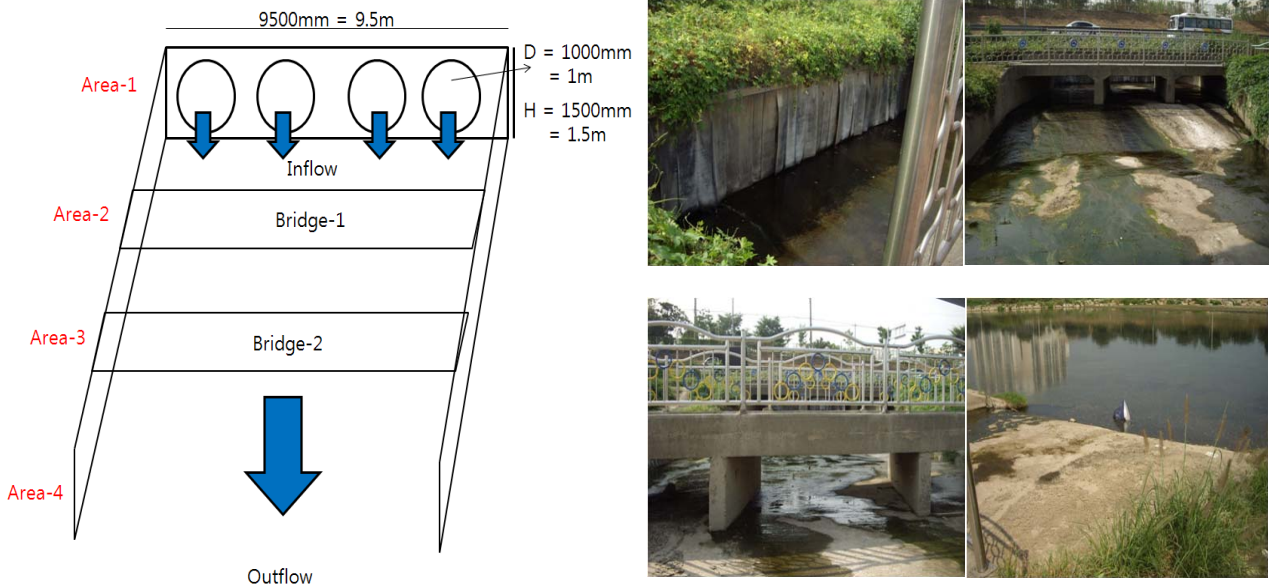 9500mm = 9.5m
D = 1000mm
= 1m
H = 1500mm
= 1.5m
Area-1
Inflow
Area-2
Bridge-1
Area-3
Bridge-2
Area-4
Outflow